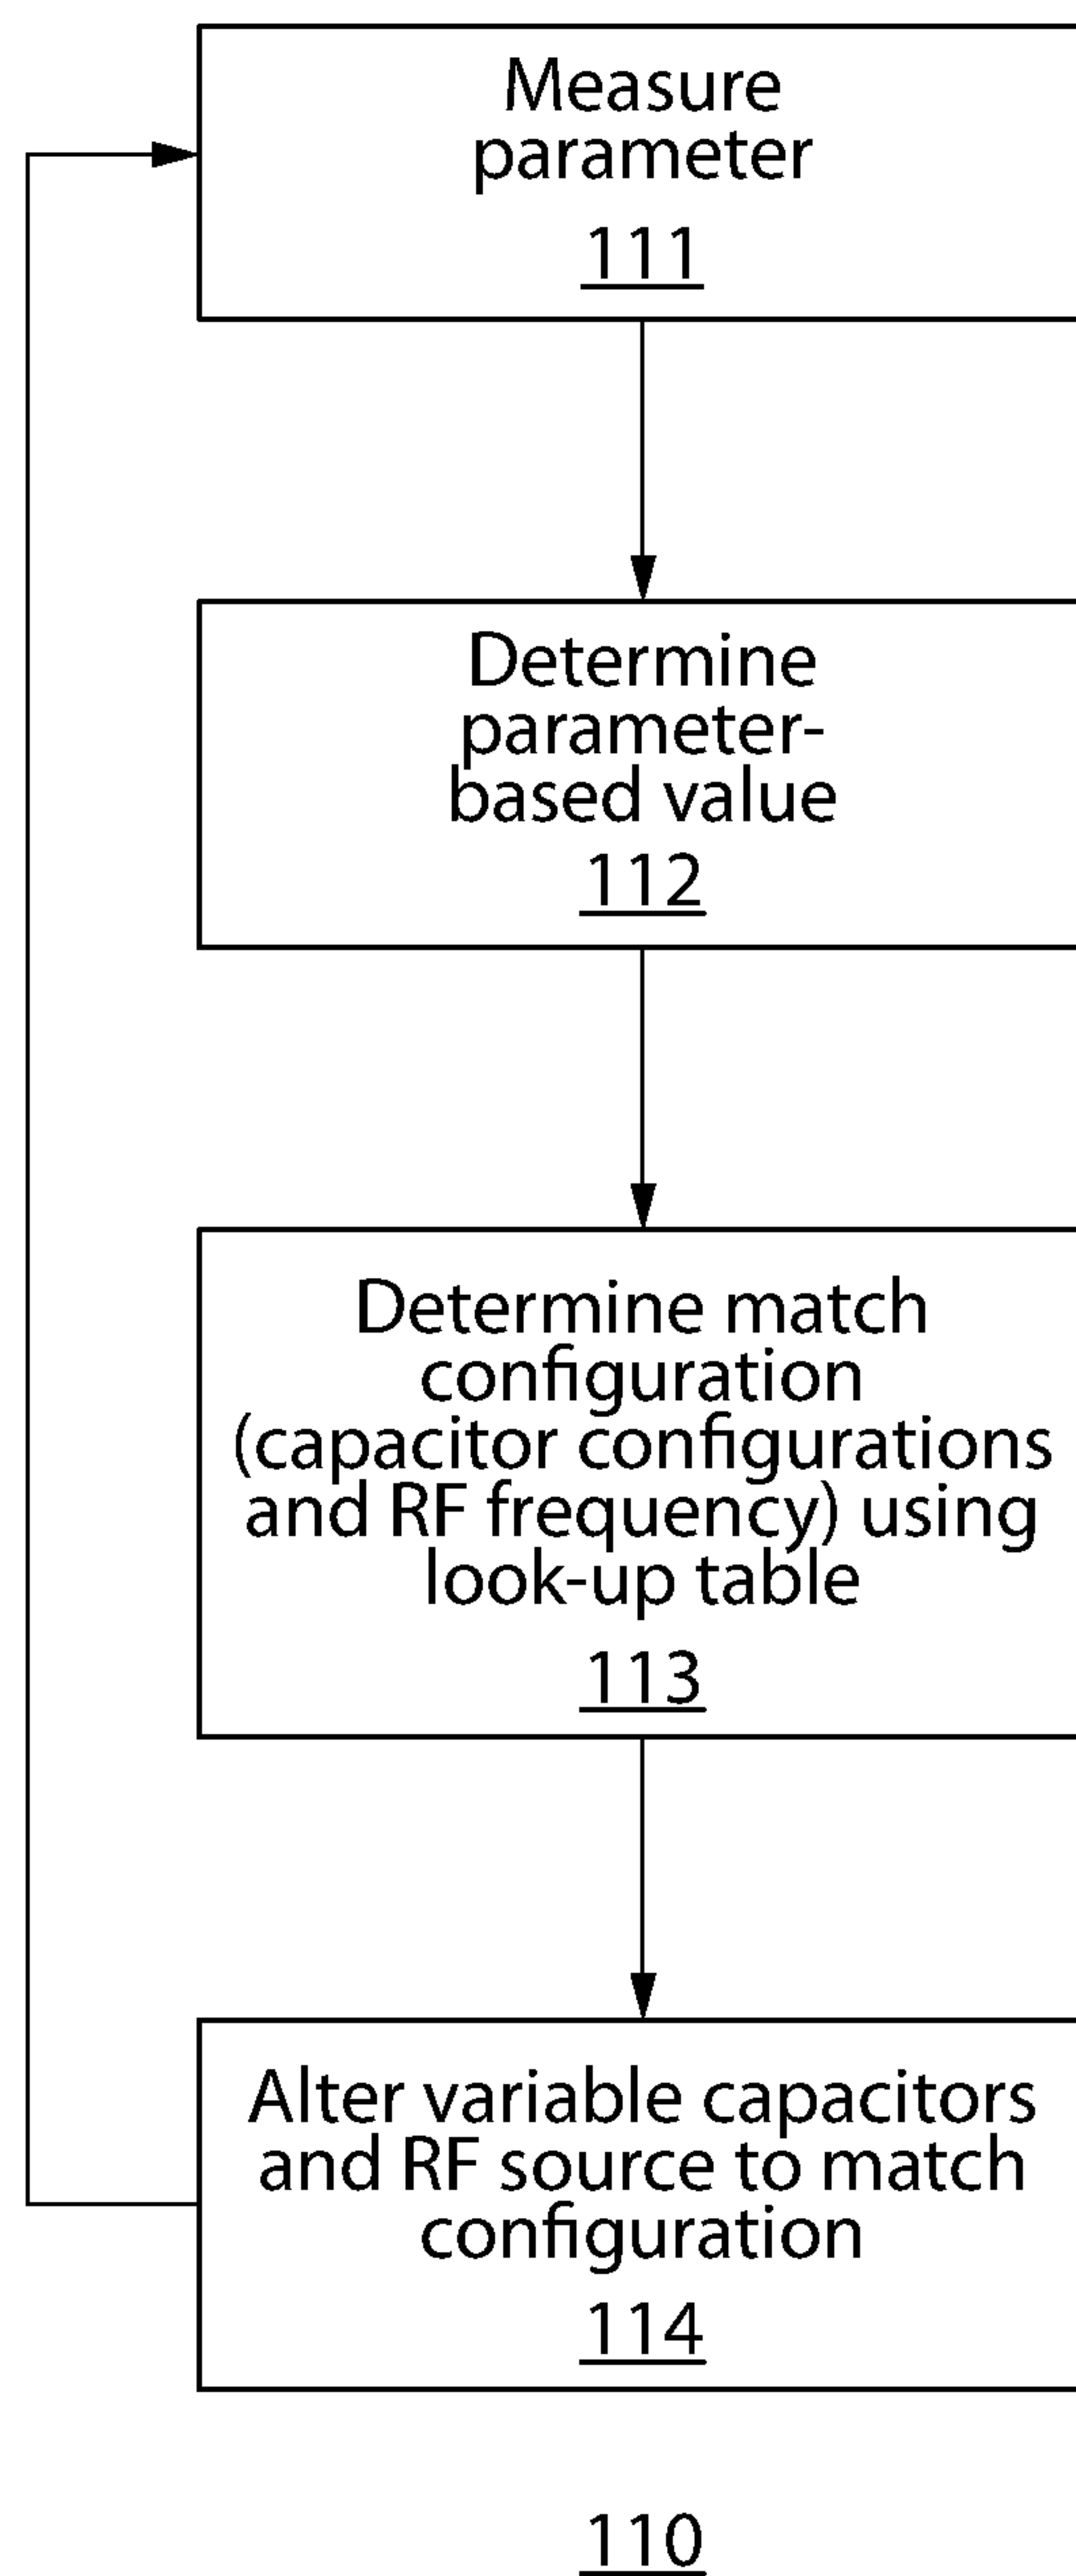 Measure
parameter
111
Determine
parameter-
based value
112
Determine match
configuration
(capacitor configurations
and RF frequency) using
look-up table
113
Alter variable capacitors
and RF source to match
configuration
114
110